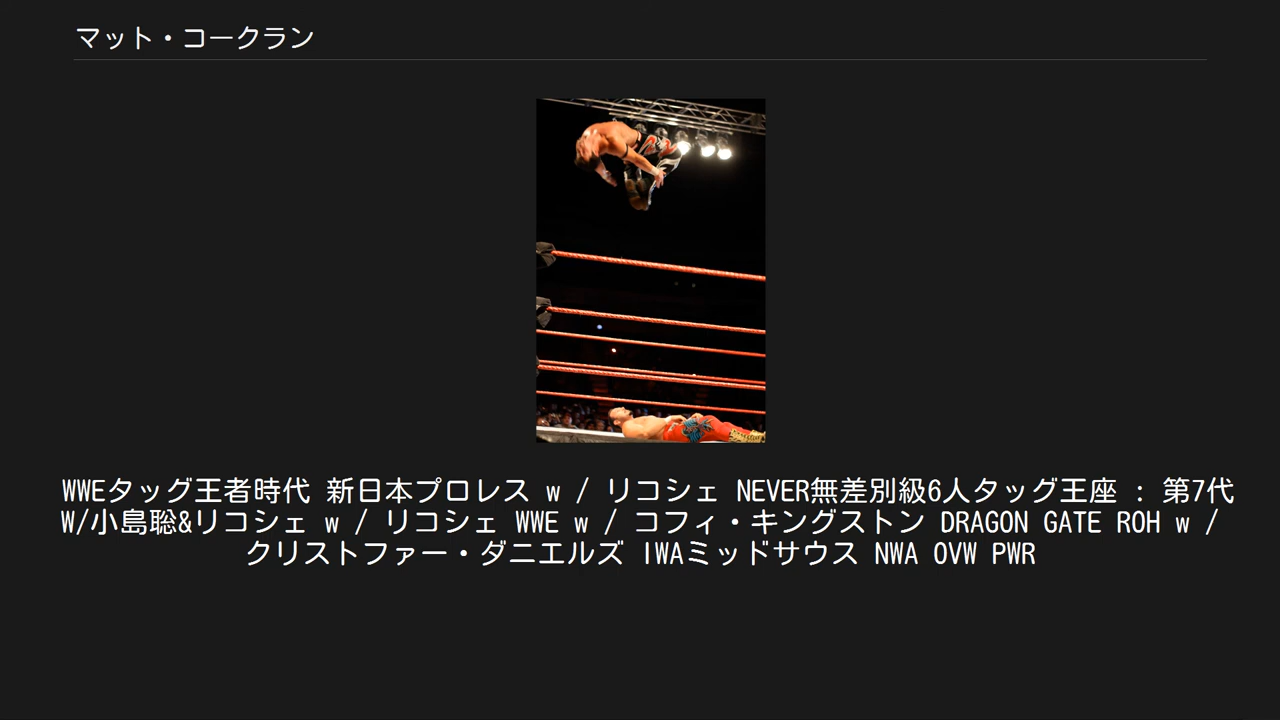 マット・コークラン
WWEタッグ王者時代 新日本プロレス w / リコシェ NEVER無差別級6人タッグ王座 : 第7代
W/小島聡&リコシェ w / リコシェ WWE w / コフィ・キングストン DRAGON GATE ROH w /
クリストファー・ダニエルズ IWAミッドサウス NWA OVW PWR